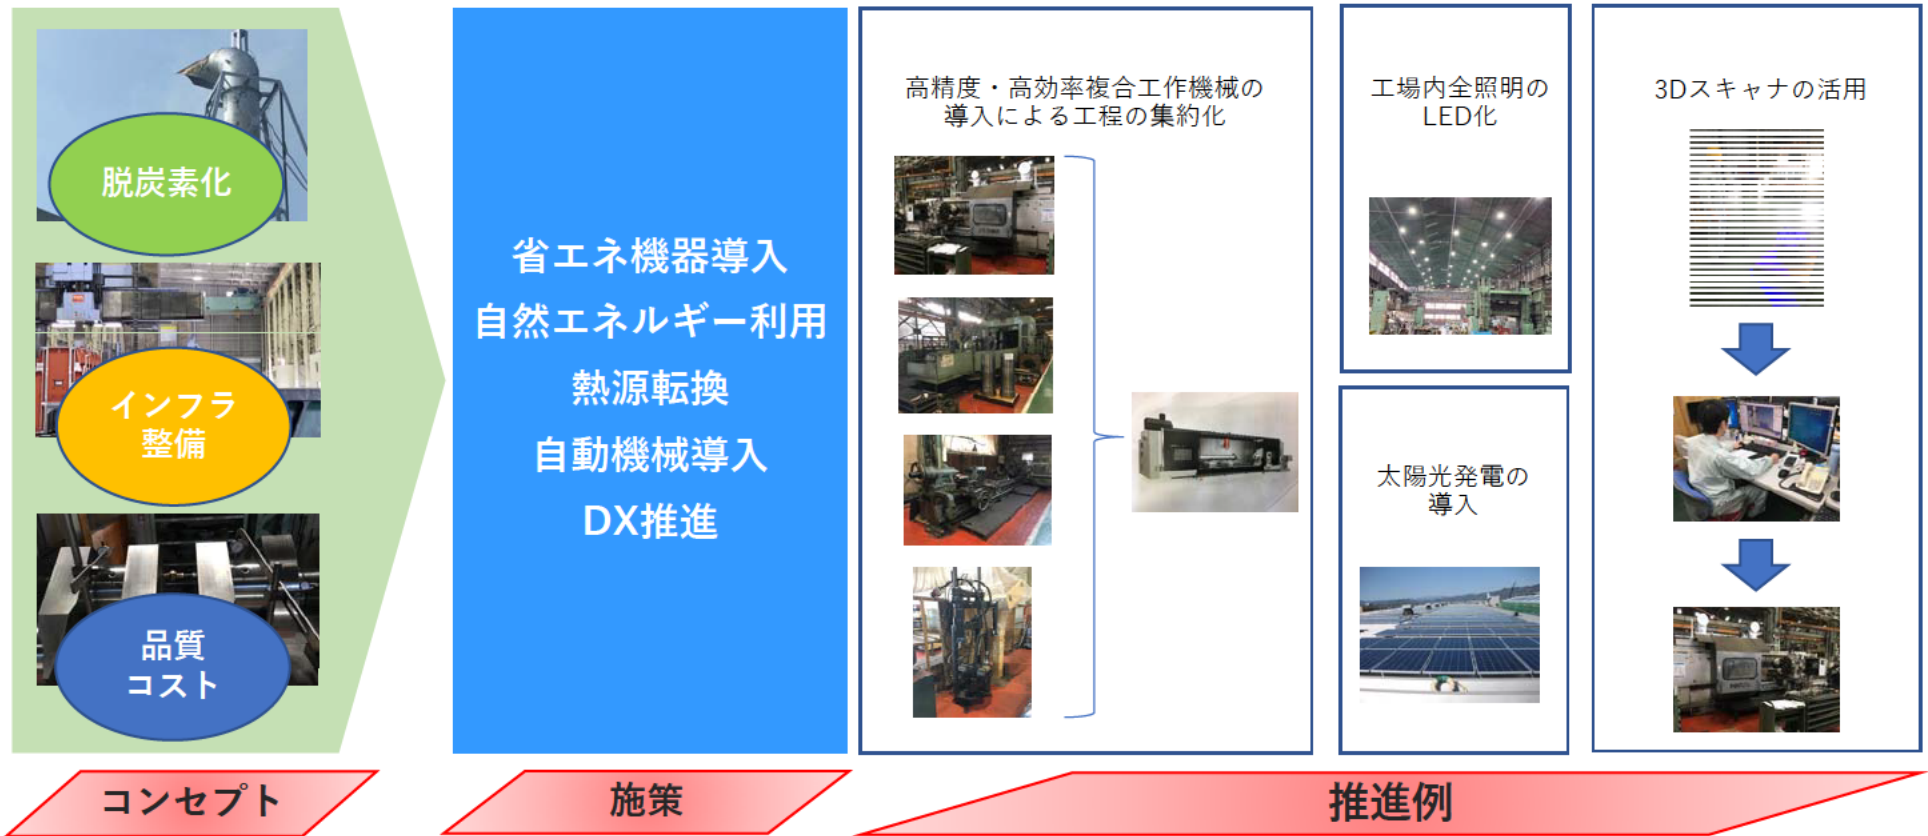 脱炭素化
インフラ
整備
品質
コスト
省エネ機器導入
自然エネルギー利用
熱源転換
自動機械導入
DX推進
高精度・高効率複合工作機械の
導入による工程の集約化
工場内全照明の
LED化
太陽光発電の
導入
3Dスキャナの活用
コンセプト
施策
推進例